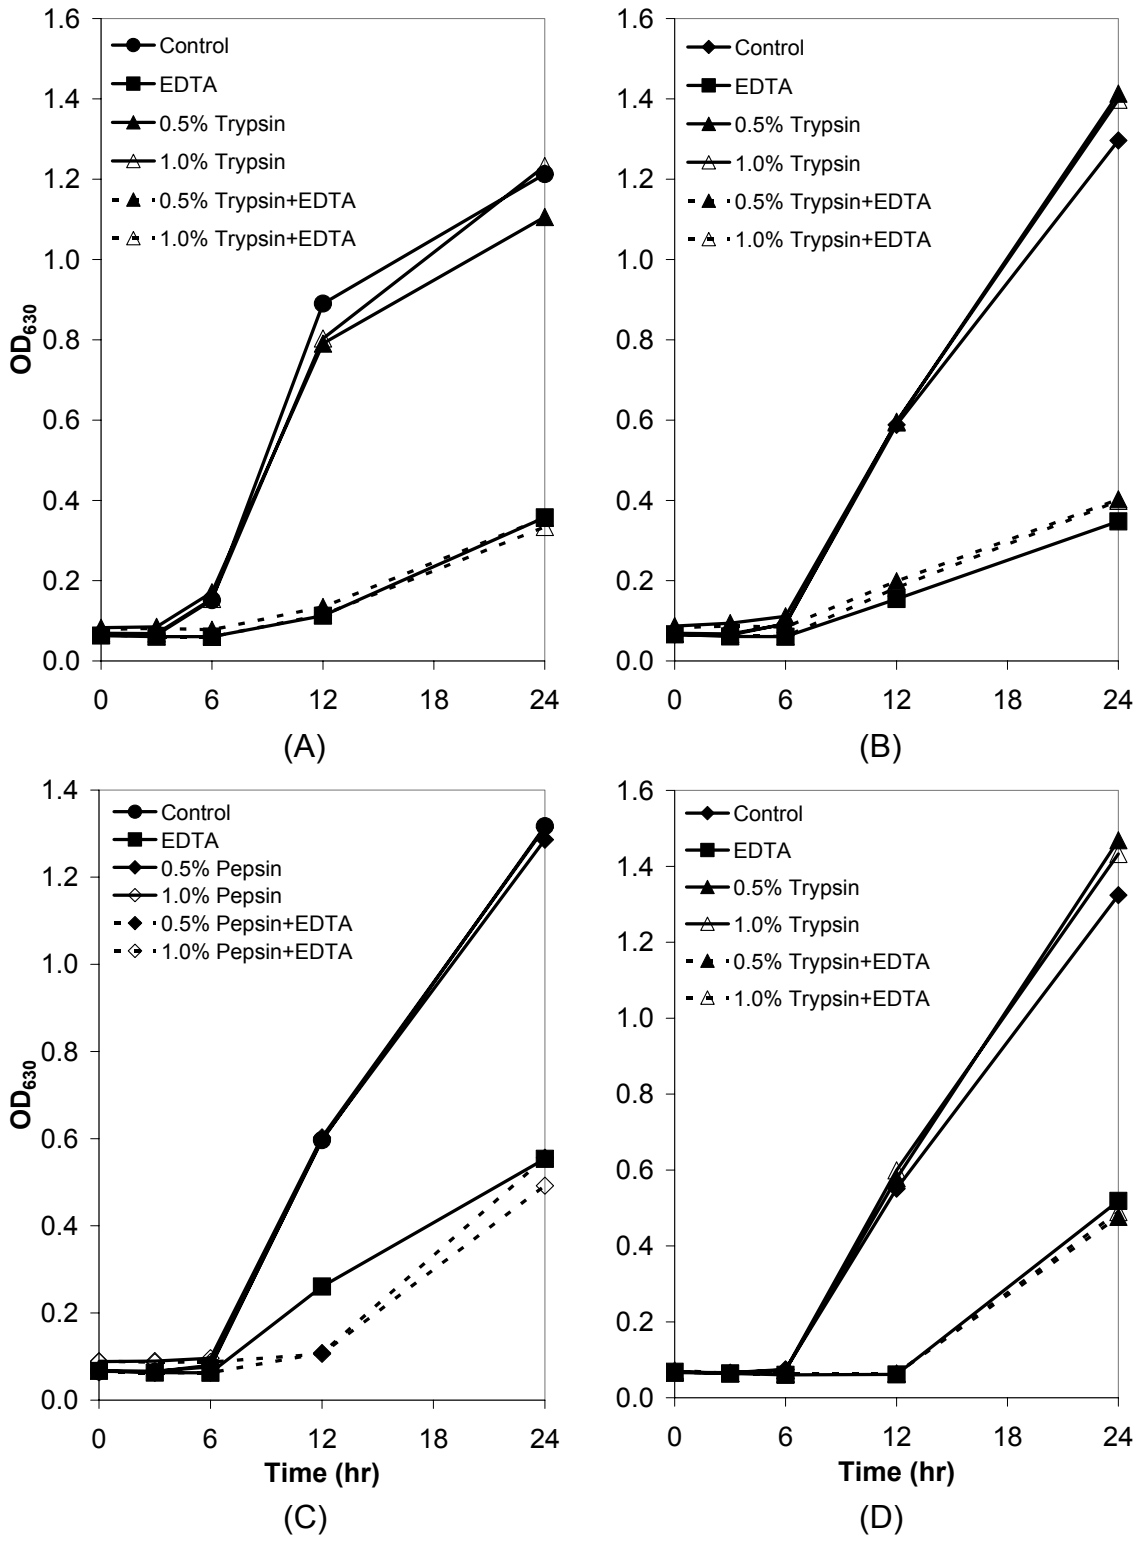 1.6
1.4
1.2
1.0
0.8
0.6
0.4
0.2
0.0
OD630
Control
EDTA
0.5% Trypsin
1.0% Trypsin
0.5% Trypsin+EDTA
1.0% Trypsin+EDTA
0 6 12 18 24
(A)
1.6
1.4
1.2
1.0
0.8
0.6
0.4
0.2
0.0
Control
EDTA
0.5% Trypsin
1.0% Trypsin
0.5% Trypsin+EDTA
1.0% Trypsin+EDTA
0 6 12 18 24
(B)
1.4
1.2
1.0
0.8
0.6
0.4
0.2
0.0
OD630
Control
EDTA
0.5% Pepsin
1.0% Pepsin
0.5% Pepsin+EDTA
1.0% Pepsin+EDTA
0 6 12 18 24
Time (hr)
(C)
1.6
1.4
1.2
1.0
0.8
0.6
0.4
0.2
0.0
Control
EDTA
0.5% Trypsin
1.0% Trypsin
0.5% Trypsin+EDTA
1.0% Trypsin+EDTA
0 6 12 18 24
Time (hr)
(D)